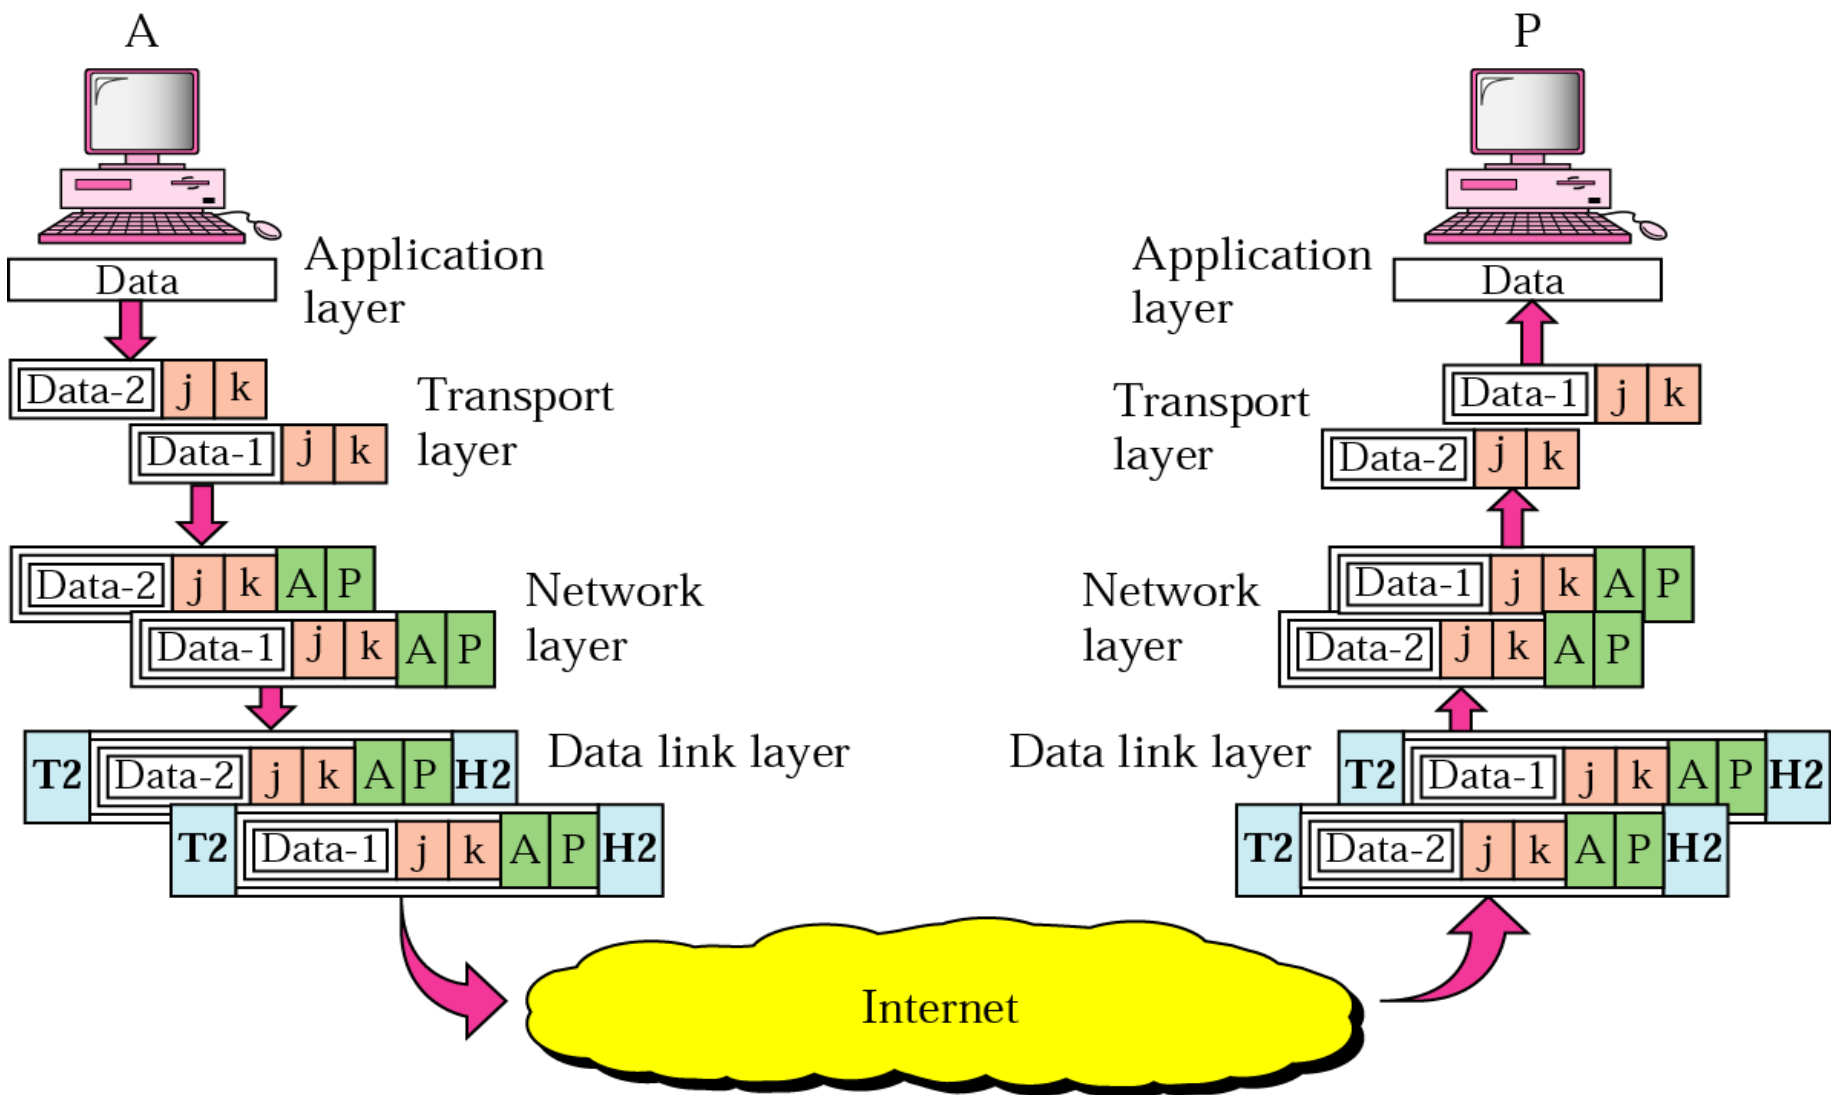 A
P
Data
Application
layer
Application
layer
Data
Data-2 j k
Data-1 j k
Transport
layer
Transport
layer
Data-1 j k
Data-2 j k
Data-2 j k A P
Data-1 j k A P
Network
layer
Network
layer
Data-1 j k A P
Data-2 j k A P
T2 Data-2 j k A P H2
T2 Data-1 j k A P H2
Data link layer
Data link layer
T2 Data-1 j k A P H2
T2 Data-2 j k A P H2
Internet